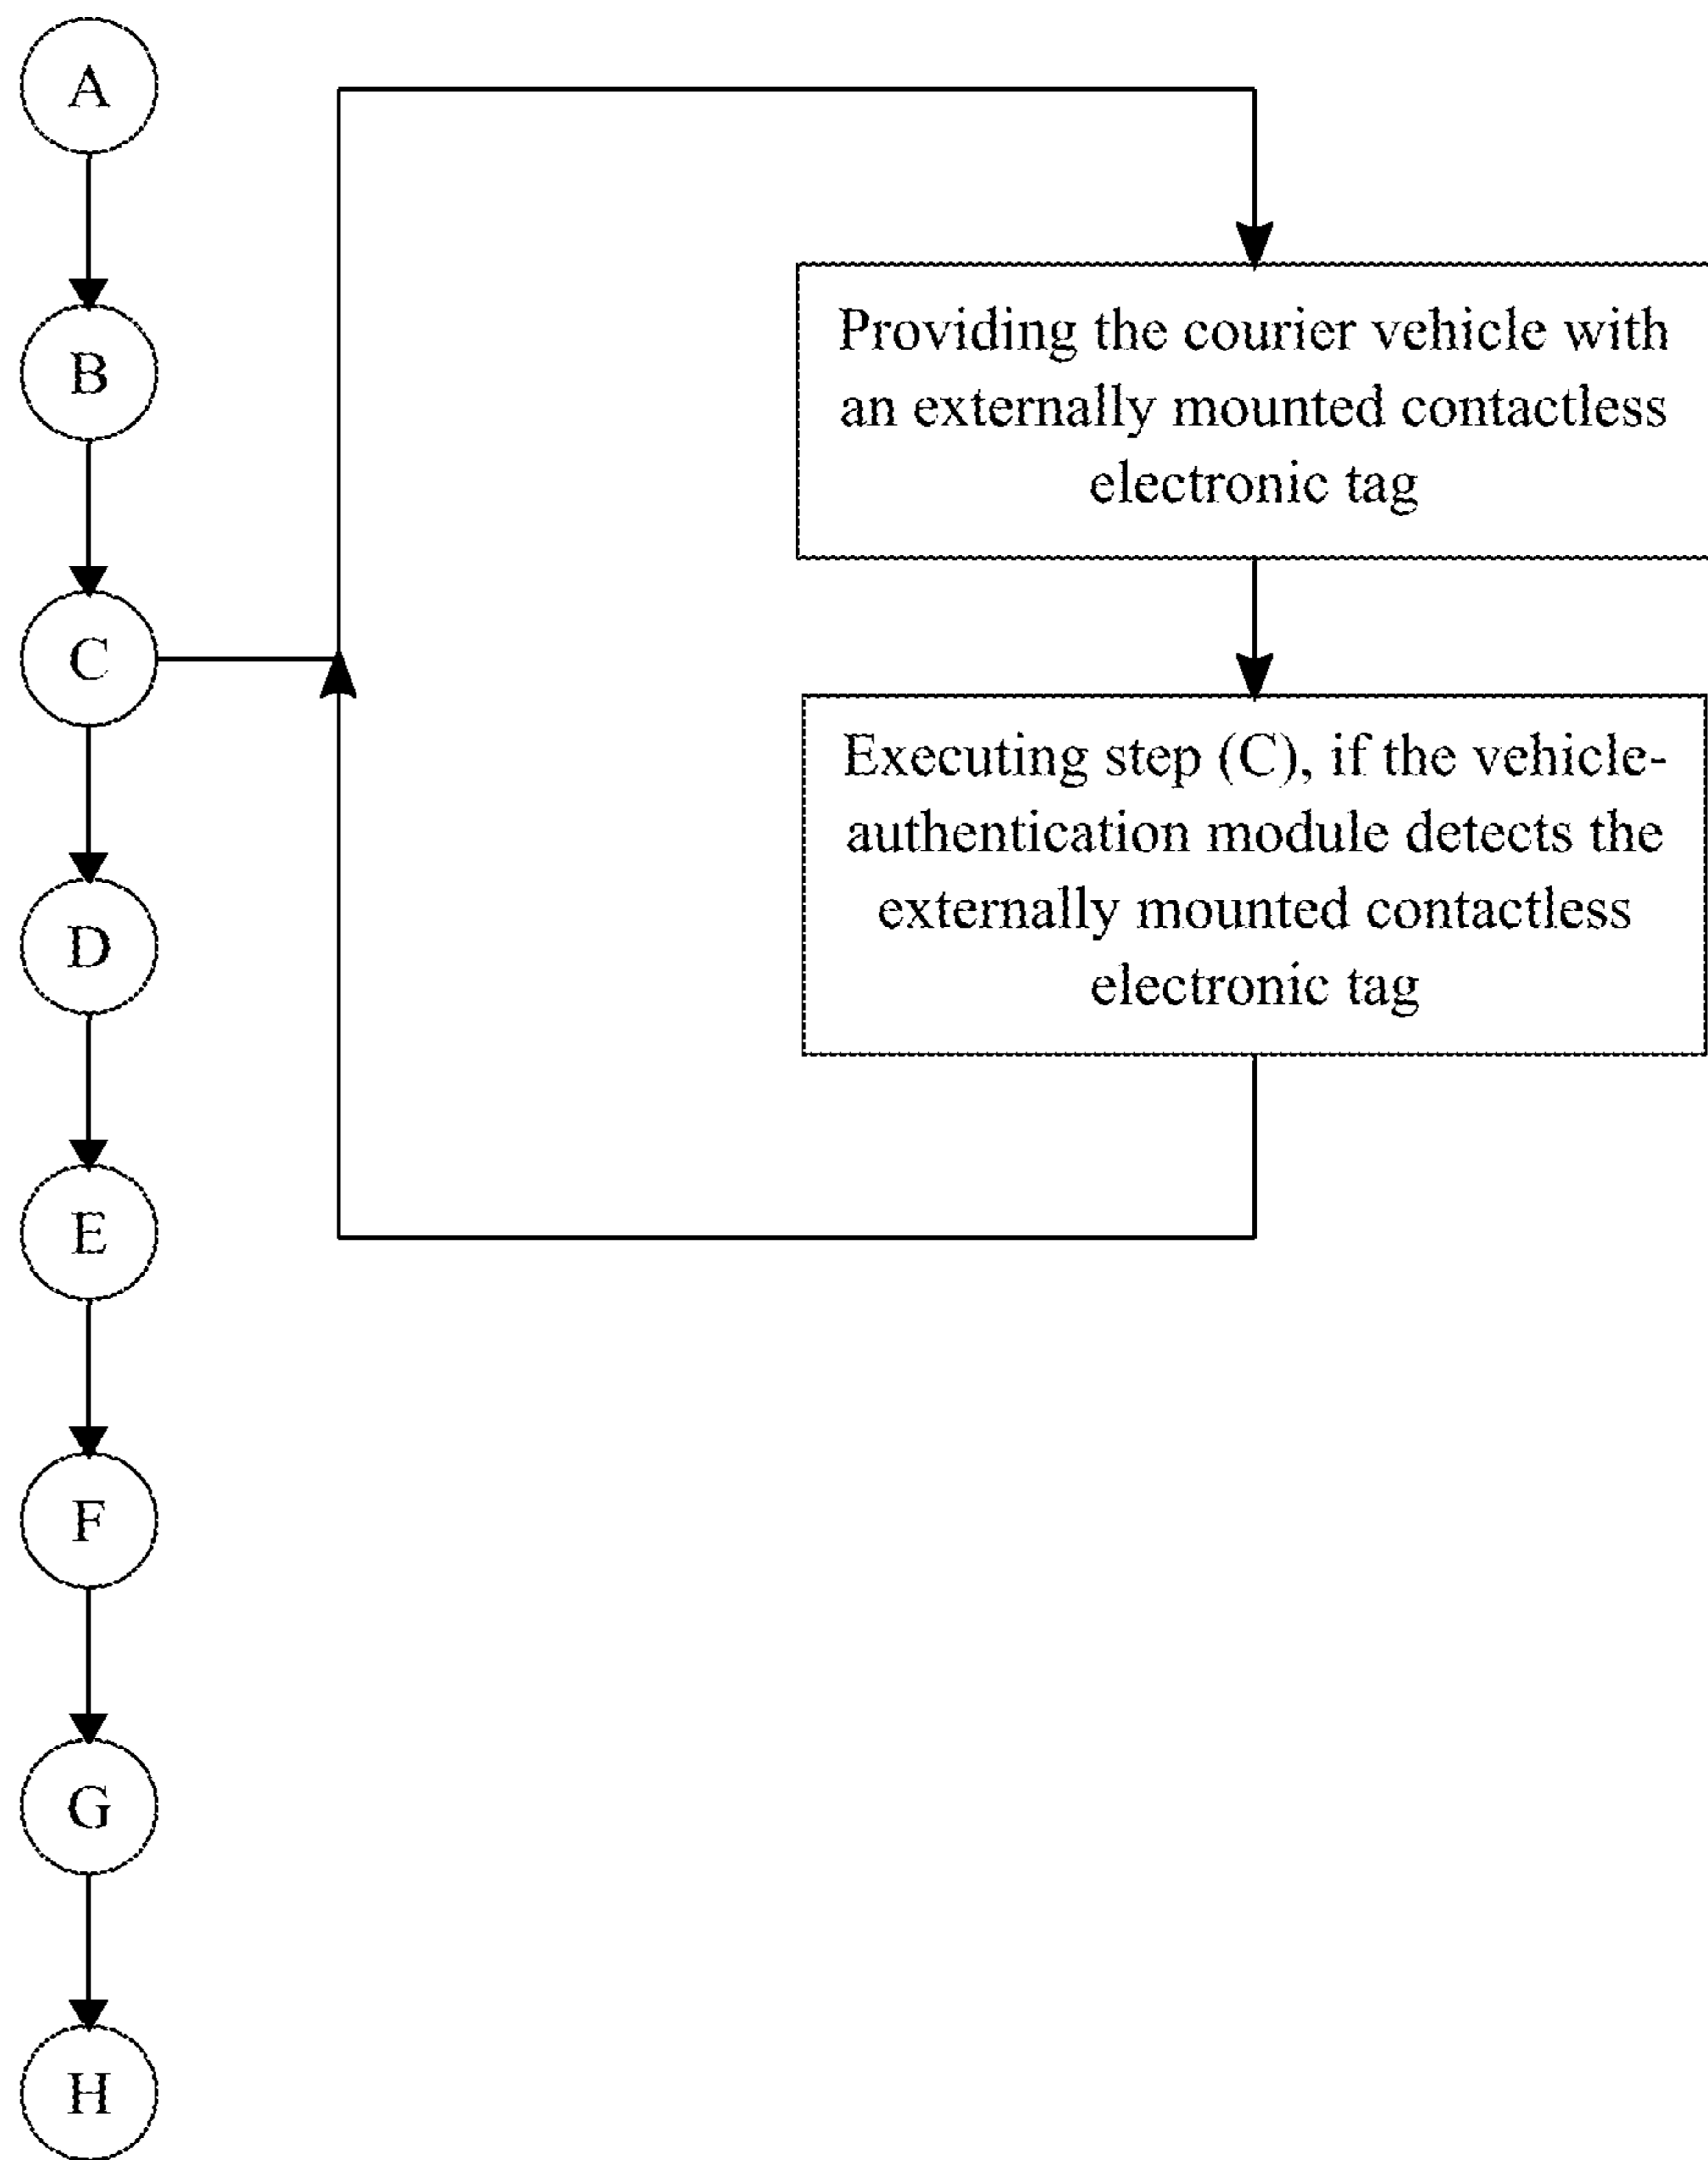 A
B
C
D
E
F
G
H
Providing the courier vehicle with
an externally mounted contactless
electronic tag
Executing step (C), if the vehicle-
authentication module detects the
externally mounted contactless
electronic tag